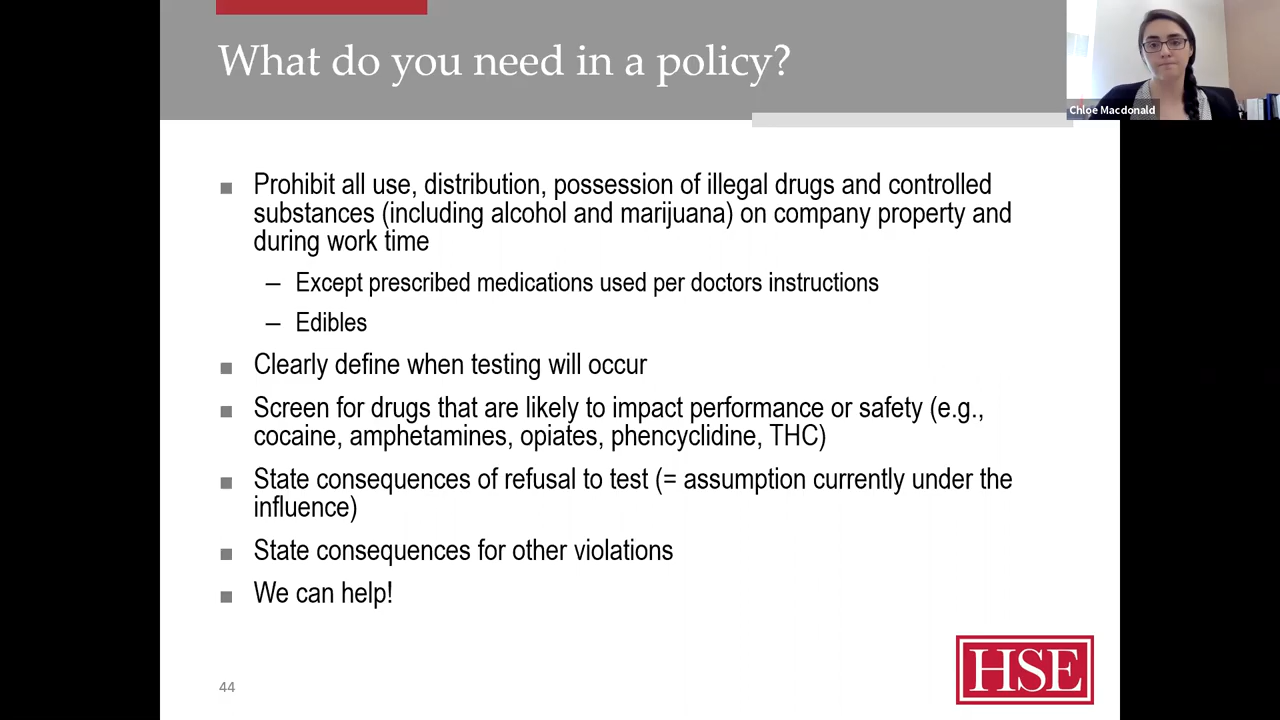 What do you need in a policy?
Chloe Macdonald
■ Prohibit all use, distribution, possession of illegal drugs and controlled
substances (including alcohol and marijuana) on company property and
during work time
– Except prescribed medications used per doctors instructions
– Edibles
■ Clearly define when testing will occur
■ Screen for drugs that are likely to impact performance or safety (e.g.,
cocaine, amphetamines, opiates, phencyclidine, THC)
■ State consequences of refusal to test (= assumption currently under the
influence)
■ State consequences for other violations
■ We can help!
44
HSE